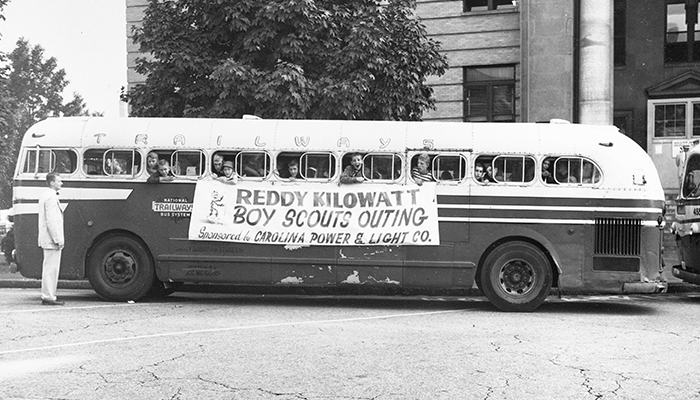 TRAILWAYS
NATIONAL
TRAILWAYS
BUS SYSTEM
REDDY KILOWATT
BOY SCOUTS OUTING
Sponsored by CAROLINA POWER & LIGHT CO.